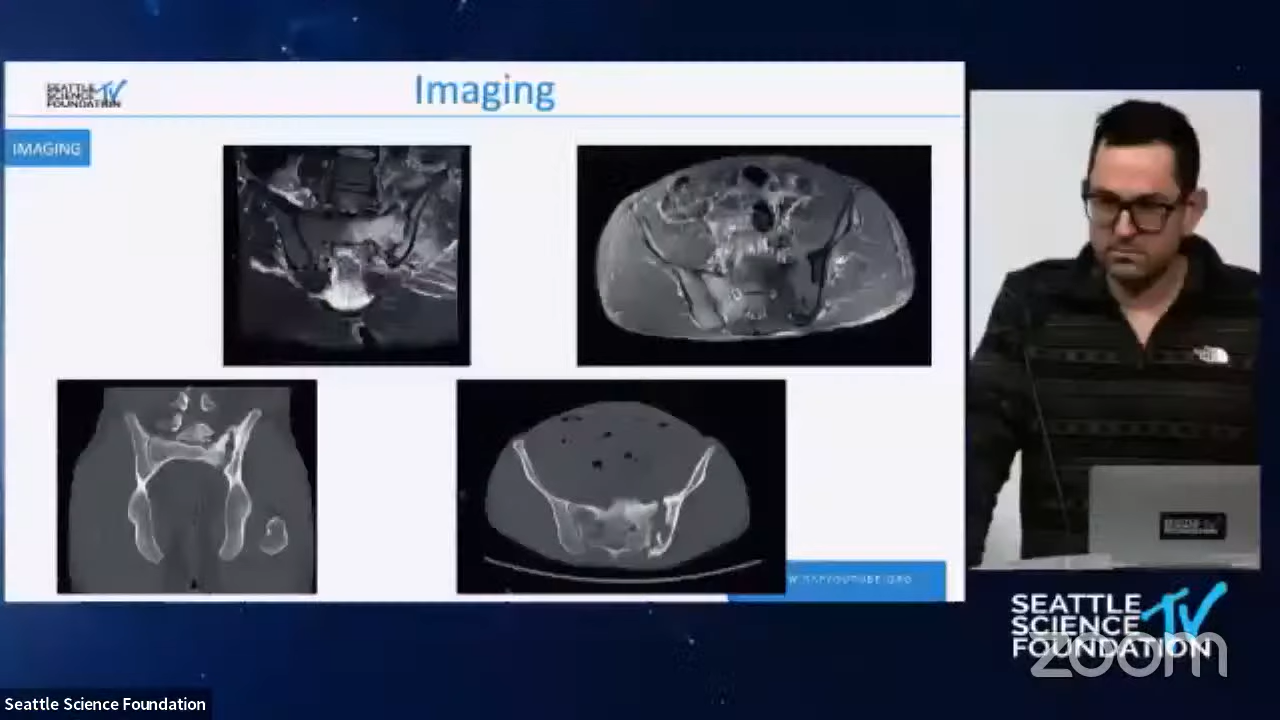 Imaging
SEATTLE
SCIENCE
FOUNDATION
TV
IMAGING
SEATTLE
SCIENCE
FOUNDATION
TV
zoom
Seattle Science Foundation